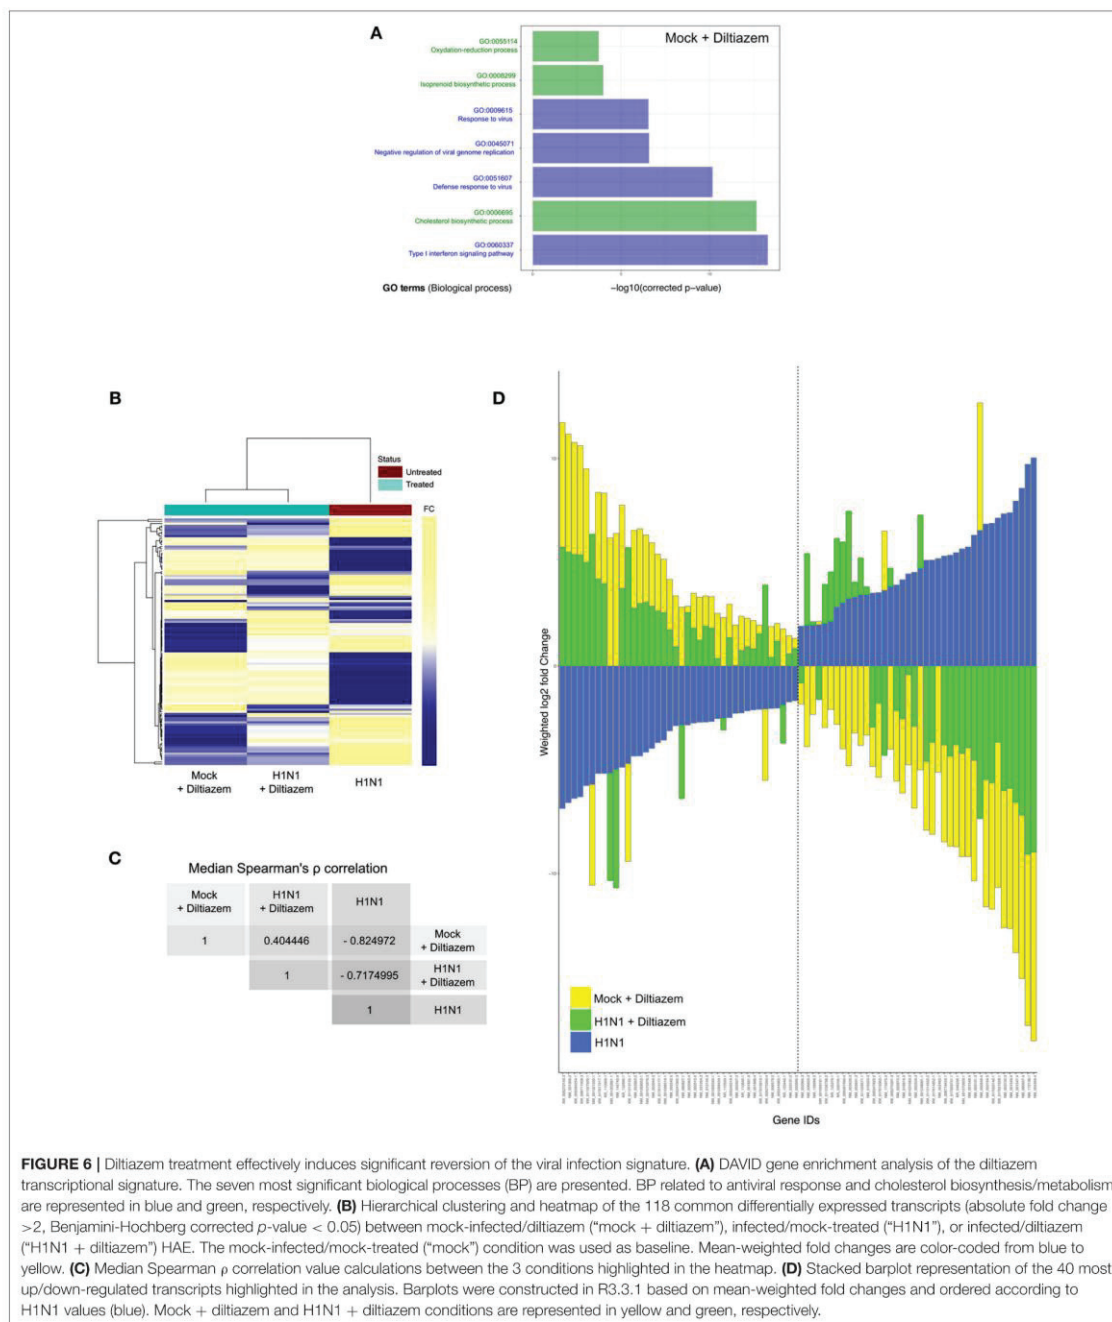 A
Mock + Diltiazem
GO:0055114
Oxydation-reduction process
GO:0008299
Isoprenoid biosynthetic process
GO:0009615
Response to virus
GO:0045071
Negative regulation of viral genome replication
GO:0051607
Defense response to virus
GO:0006695
Cholesterol biosynthetic process
GO:0060337
Type I interferon signaling pathway
0 5 10
GO terms (Biological process)
−log10(corrected p−value)
B
Status
Untreated
Treated
FC
Mock
+ Diltiazem
H1N1
+ Diltiazem
H1N1
C
Median Spearman's ρ correlation
Mock
+ Diltiazem
H1N1
+ Diltiazem
H1N1
1 0.404446 - 0.824972 Mock
+ Diltiazem
1 - 0.7174995 H1N1
+ Diltiazem
1 H1N1
D
Weighted log2 fold Change
10
0
-10
Mock + Diltiazem
H1N1 + Diltiazem
H1N1
Gene IDs
FIGURE 6 | Diltiazem treatment effectively induces significant reversion of the viral infection signature. (A) DAVID gene enrichment analysis of the diltiazem
transcriptional signature. The seven most significant biological processes (BP) are presented. BP related to antiviral response and cholesterol biosynthesis/metabolism
are represented in blue and green, respectively. (B) Hierarchical clustering and heatmap of the 118 common differentially expressed transcripts (absolute fold change
>2, Benjamini-Hochberg corrected p-value < 0.05) between mock-infected/diltiazem ("mock + diltiazem"), infected/mock-treated ("H1N1"), or infected/diltiazem
("H1N1 + diltiazem") HAE. The mock-infected/mock-treated ("mock") condition was used as baseline. Mean-weighted fold changes are color-coded from blue to
yellow. (C) Median Spearman ρ correlation value calculations between the 3 conditions highlighted in the heatmap. (D) Stacked barplot representation of the 40 most
up/down-regulated transcripts highlighted in the analysis. Barplots were constructed in R3.3.1 based on mean-weighted fold changes and ordered according to
H1N1 values (blue). Mock + diltiazem and H1N1 + diltiazem conditions are represented in yellow and green, respectively.